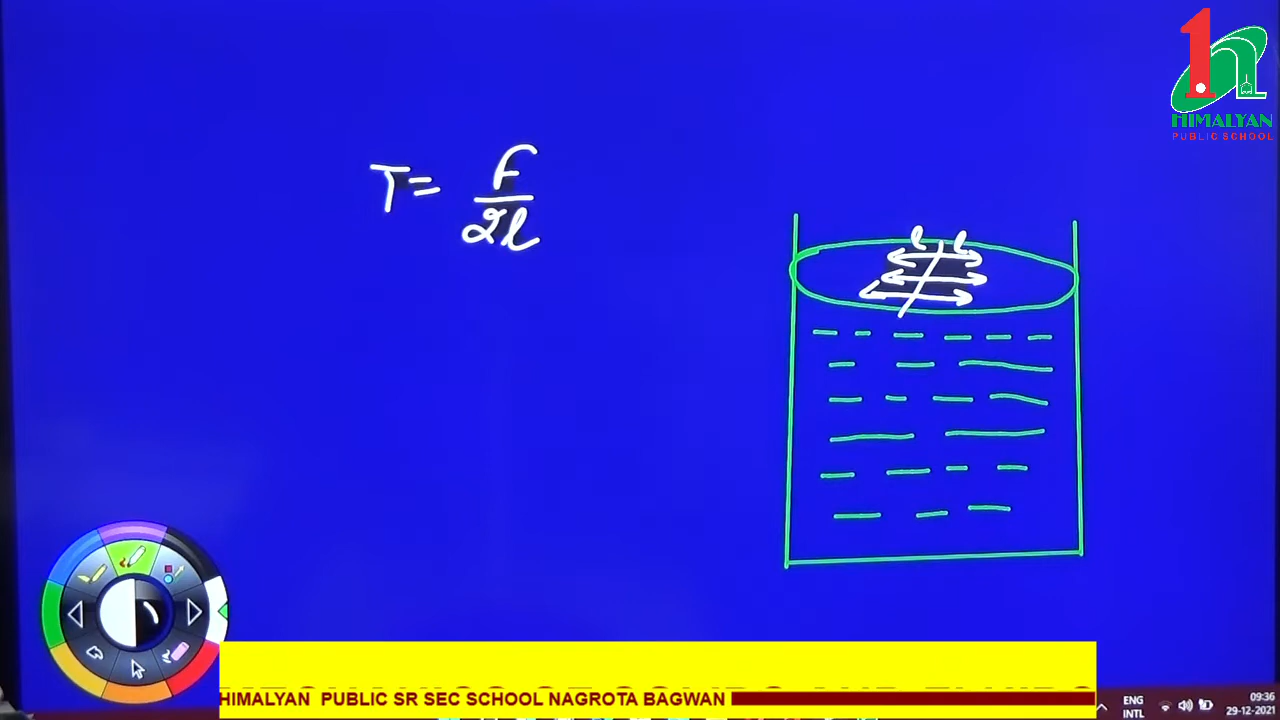 HIMALYAN
PUBLIC SCHOOL
T = F
2l
l l
HIMALYAN PUBLIC SR SEC SCHOOL NAGROTA BAGWAN
ENG
INTL
09:36
29-12-2021